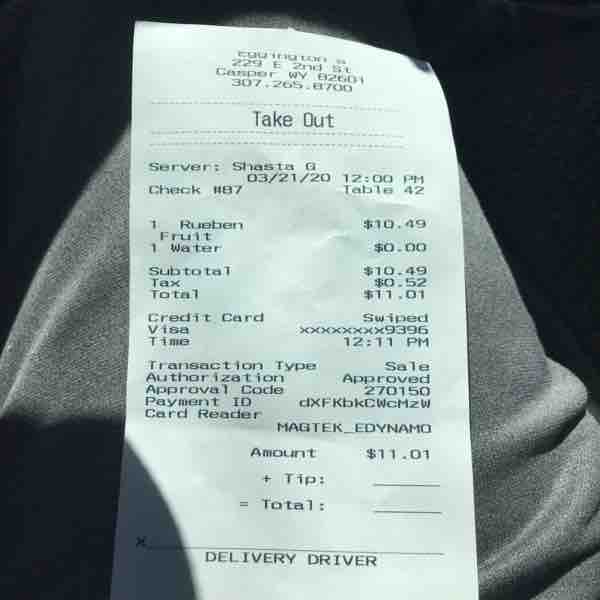 Eggington s
229 E 2nd St
Casper WY 82601
307.265.8700
Take Out
Server: Shasta G
03/21/20 12:00 PM
Check #87 Table 42
1 Rueben $10.49
Fruit
1 Water $0.00
Subtotal $10.49
Tax $0.52
Total $11.01
Credit Card Swiped
Visa xxxxxxxx9396
Time 12:11 PM
Transaction Type Sale
Authorization Approved
Approval Code 270150
Payment ID dXFKbkCWcMzW
Card Reader
MAGTEK_EDYNAMO
Amount $11.01
+ Tip:
= Total:
x
DELIVERY DRIVER